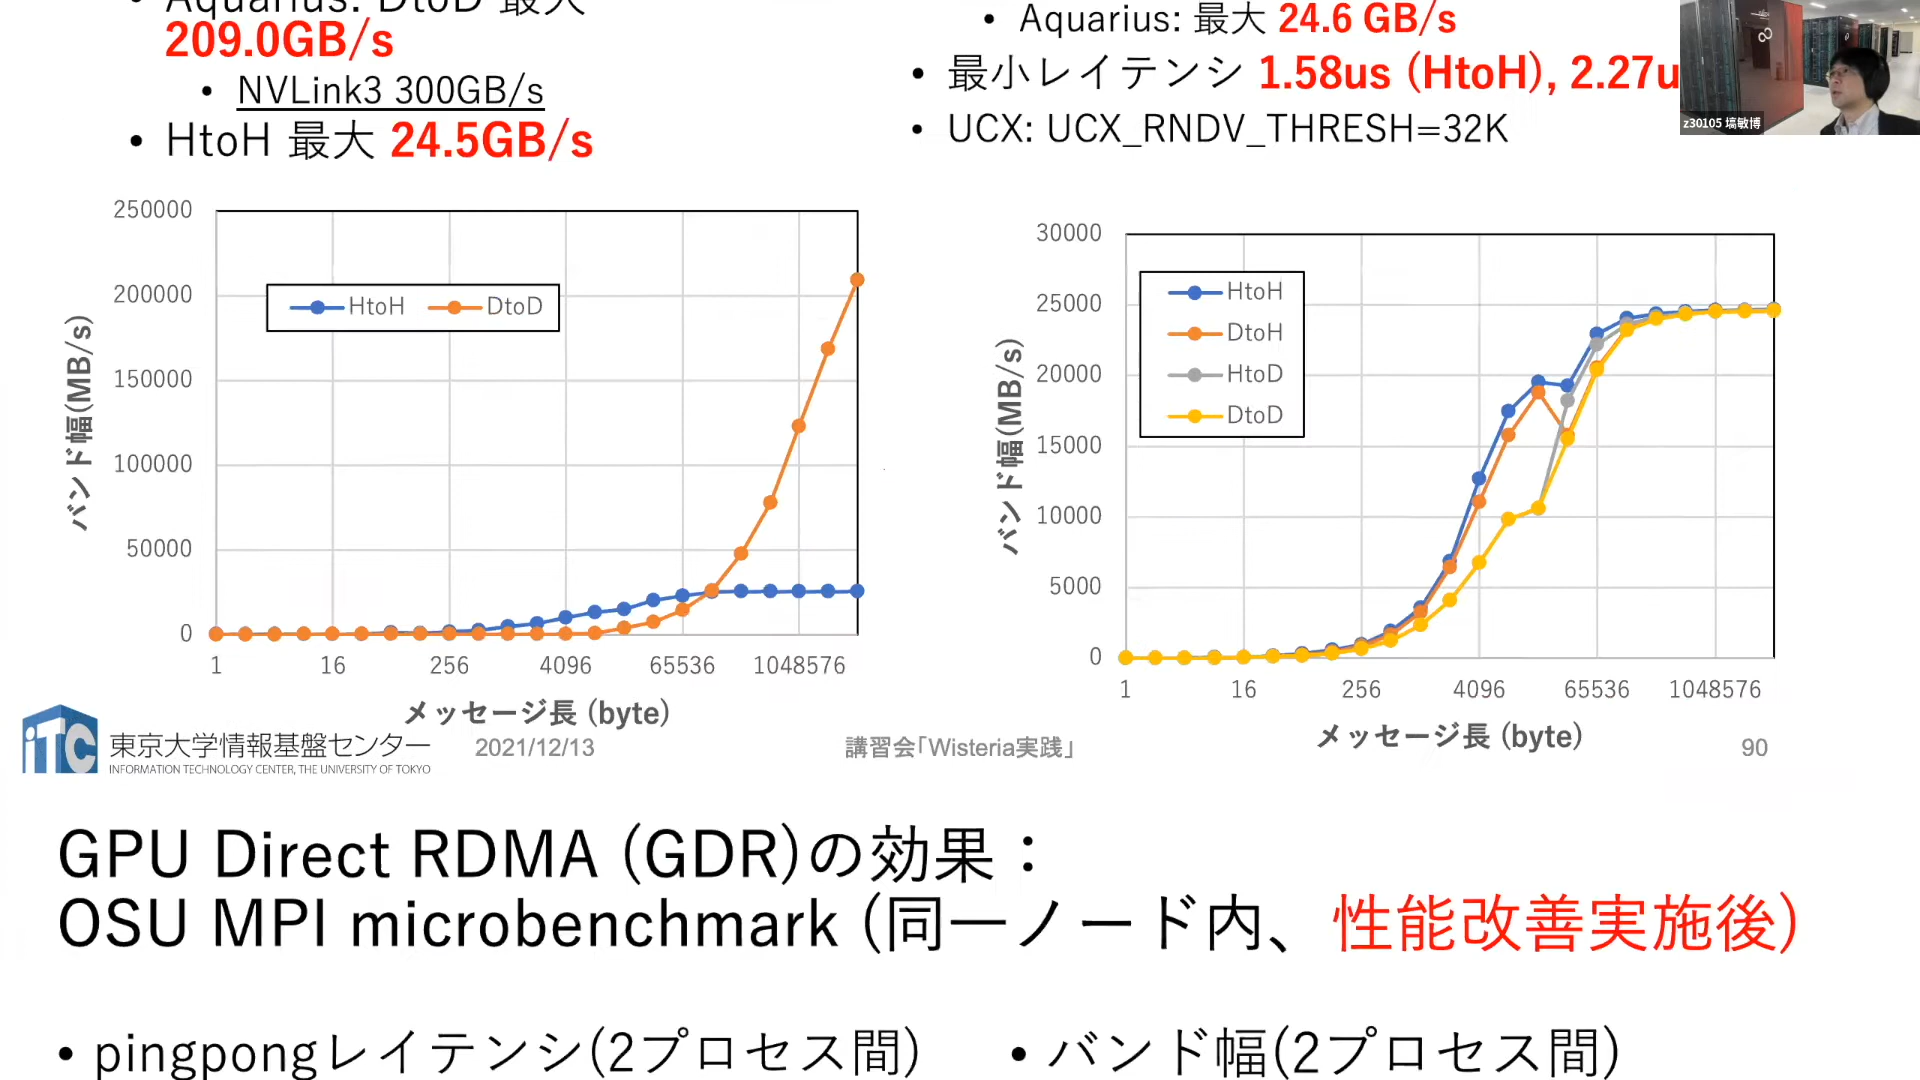 Aquarius: DtoD 最大
209.0GB/s
NVLink3 300GB/s
HtoH 最大 24.5GB/s
Aquarius: 最大 24.6 GB/s
最小レイテンシ 1.58us (HtoH), 2.27u
UCX: UCX_RNDV_THRESH=32K
z30105 塙敏博
250000
200000
150000
100000
50000
0
バンド幅(MB/s)
HtoH DtoD
1 16 256 4096 65536 1048576
メッセージ長 (byte)
30000
25000
20000
15000
10000
5000
0
バンド幅(MB/s)
HtoH
DtoH
HtoD
DtoD
1 16 256 4096 65536 1048576
メッセージ長 (byte)
iTC
東京大学情報基盤センター
INFORMATION TECHNOLOGY CENTER, THE UNIVERSITY OF TOKYO
2021/12/13
講習会「Wisteria実践」
90
GPU Direct RDMA (GDR)の効果：
OSU MPI microbenchmark (同一ノード内、性能改善実施後)
• pingpongレイテンシ(2プロセス間)
• バンド幅(2プロセス間)